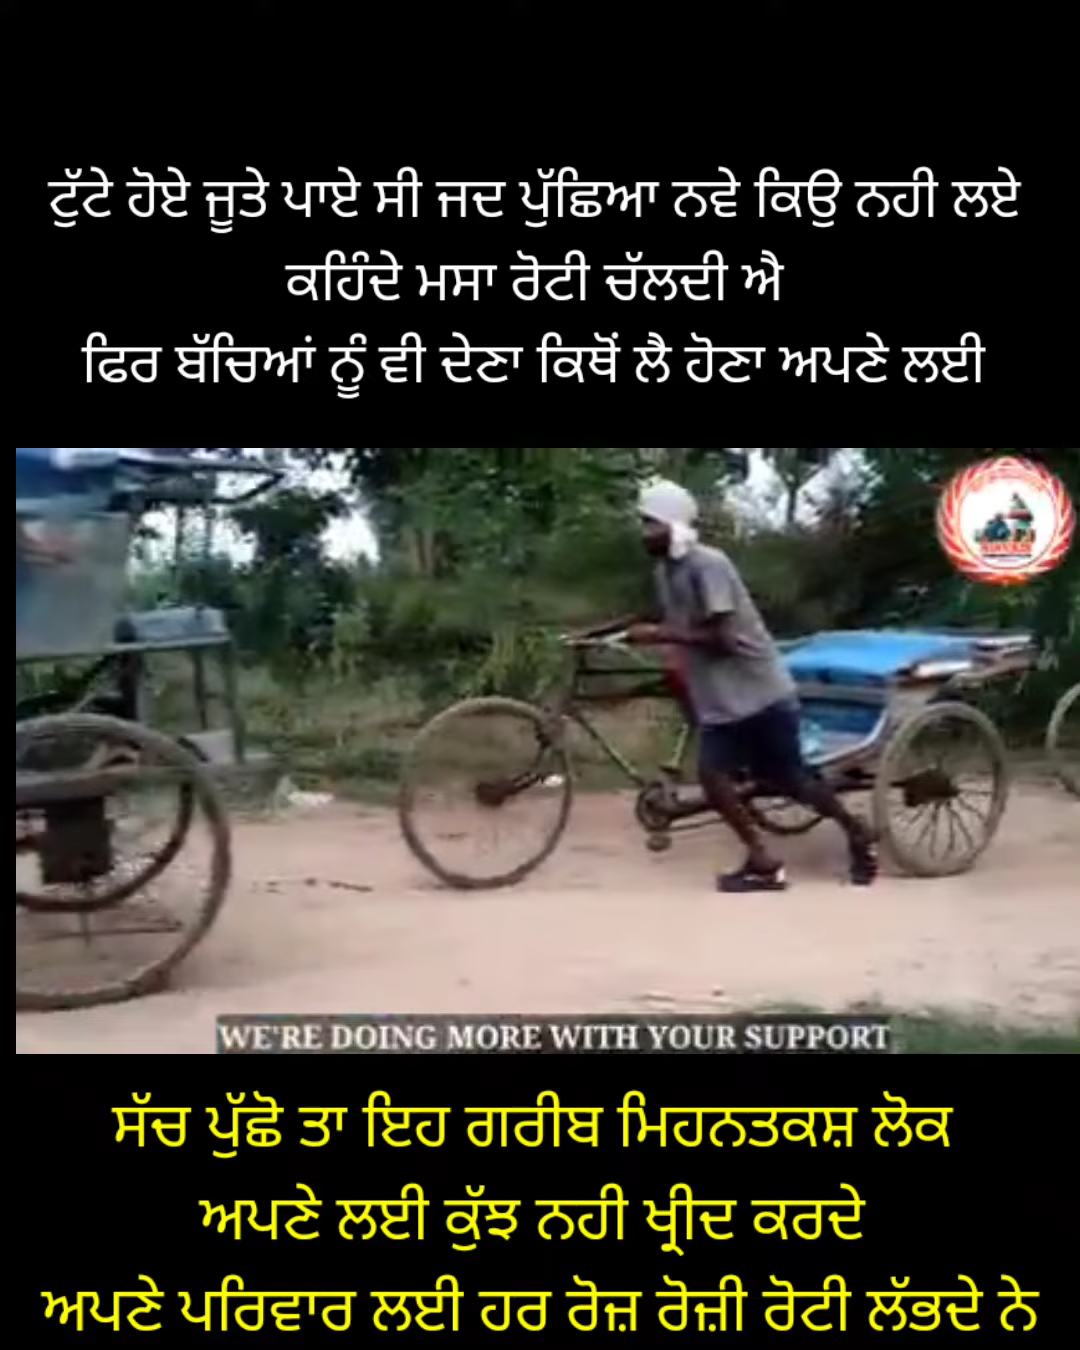 ਟੁੱਟੇ ਹੋਏ ਜੂਤੇ ਪਾਏ ਸੀ ਜਦ ਪੁੱਛਿਆ ਨਵੇ ਕਿਉ ਨਹੀ ਲਏ
ਕਹਿੰਦੇ ਮਸਾ ਰੋਟੀ ਚੱਲਦੀ ਐ
ਫਿਰ ਬੱਚਿਆਂ ਨੂੰ ਵੀ ਦੇਣਾ ਕਿਥੋਂ ਲੈ ਹੋਣਾ ਅਪਣੇ ਲਈ
WE'RE DOING MORE WITH YOUR SUPPORT
ਸੱਚ ਪੁੱਛੋ ਤਾ ਇਹ ਗਰੀਬ ਮਿਹਨਤਕਸ਼ ਲੋਕ
ਅਪਣੇ ਲਈ ਕੁੱਝ ਨਹੀ ਖ੍ਰੀਦ ਕਰਦੇ
ਅਪਣੇ ਪਰਿਵਾਰ ਲਈ ਹਰ ਰੋਜ਼ ਰੋਜ਼ੀ ਰੋਟੀ ਲੱਭਦੇ ਨੇ